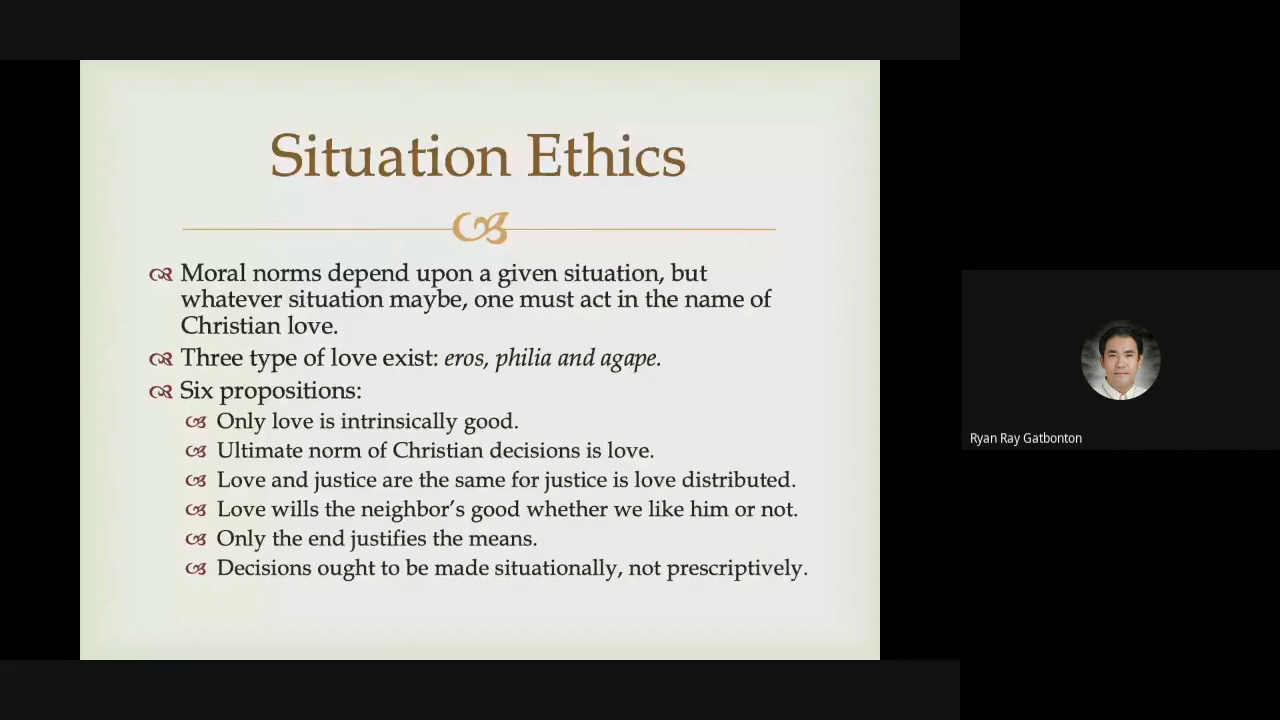 Situation Ethics
Moral norms depend upon a given situation, but
whatever situation maybe, one must act in the name of
Christian love.
Three type of love exist: eros, philia and agape.
Six propositions:
Only love is intrinsically good.
Ultimate norm of Christian decisions is love.
Love and justice are the same for justice is love distributed.
Love wills the neighbor’s good whether we like him or not.
Only the end justifies the means.
Decisions ought to be made situationally, not prescriptively.
Ryan Ray Gatbonton